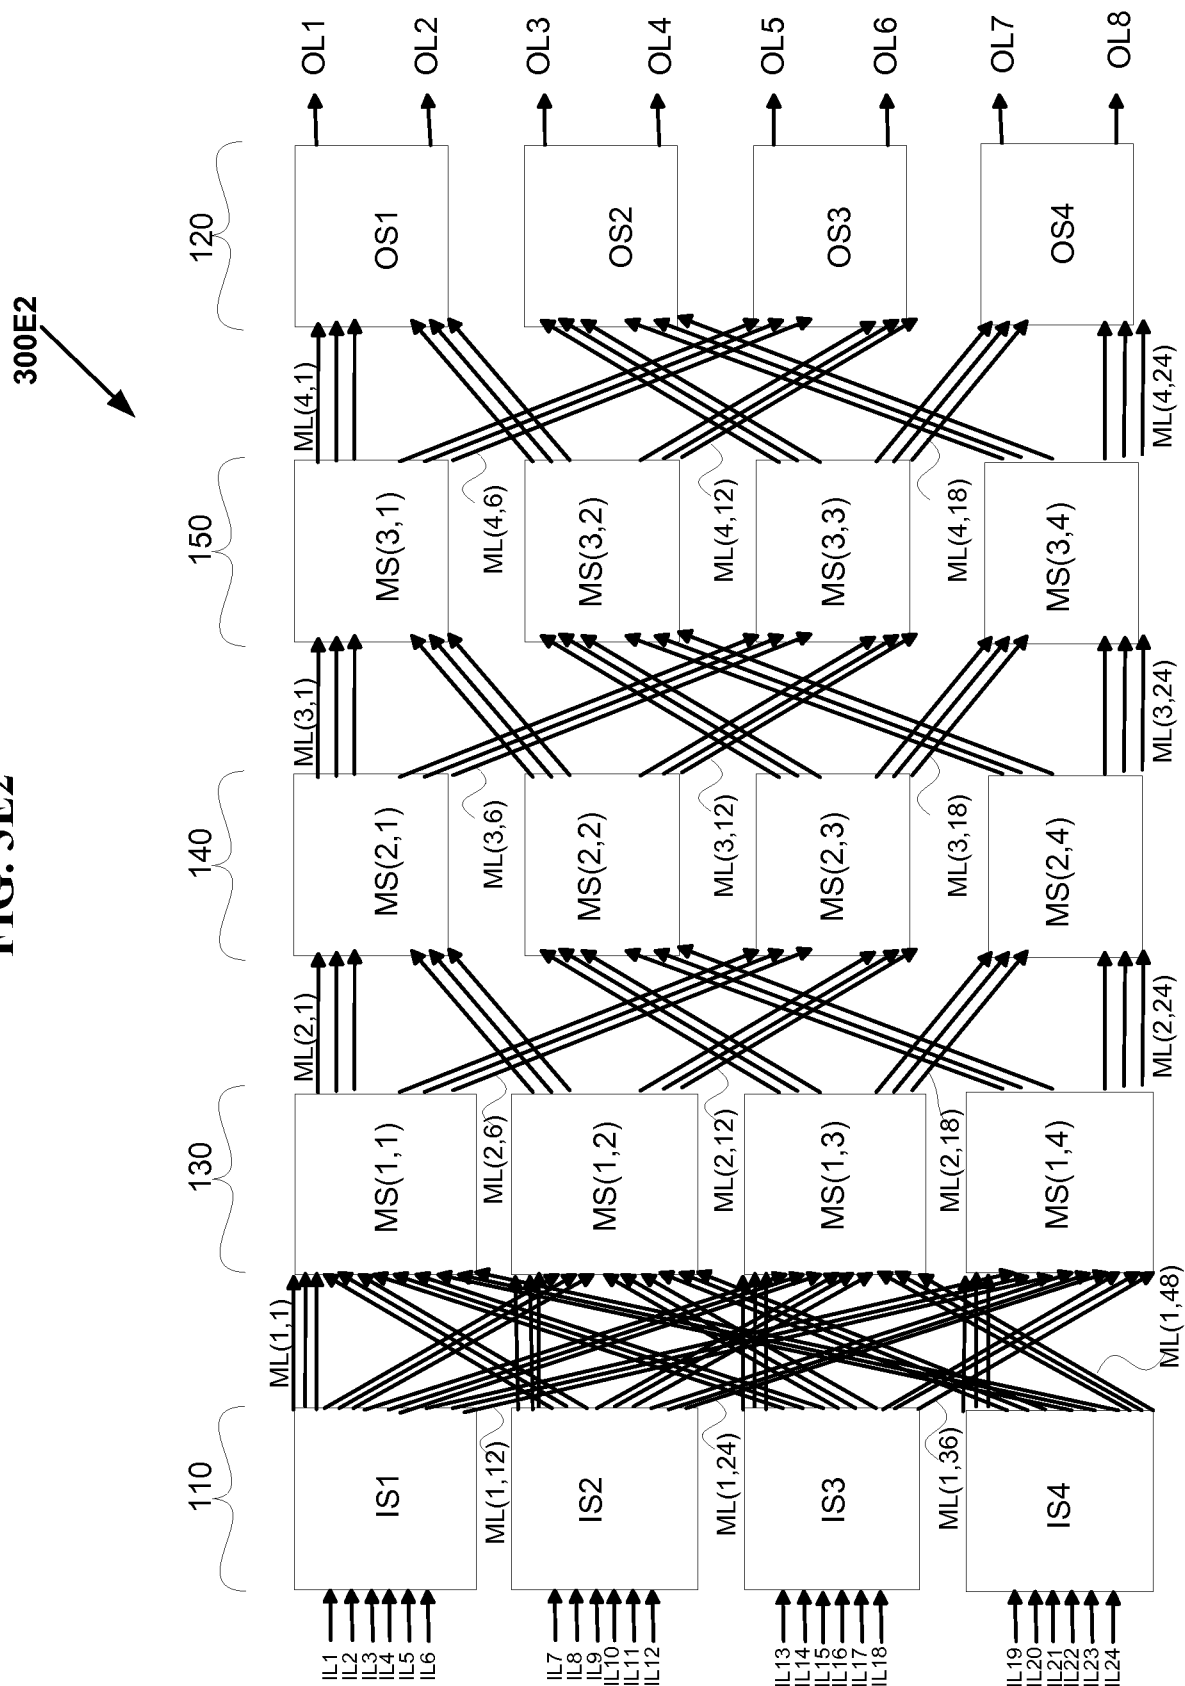 FIG. 3E2
300E2
110
130
140
150
120
IL1
IL2
IL3
IL4
IL5
IL6
IL7
IL8
IL9
IL10
IL11
IL12
IL13
IL14
IL15
IL16
IL17
IL18
IL19
IL20
IL21
IL22
IL23
IL24
IS1
IS2
IS3
IS4
ML(1,1)
ML(1,12)
ML(1,24)
ML(1,36)
ML(1,48)
MS(1,1)
MS(1,2)
MS(1,3)
MS(1,4)
ML(2,1)
ML(2,6)
ML(2,12)
ML(2,18)
ML(2,24)
MS(2,1)
MS(2,2)
MS(2,3)
MS(2,4)
ML(3,1)
ML(3,6)
ML(3,12)
ML(3,18)
ML(3,24)
MS(3,1)
MS(3,2)
MS(3,3)
MS(3,4)
ML(4,1)
ML(4,6)
ML(4,12)
ML(4,18)
ML(4,24)
OS1
OS2
OS3
OS4
OL1
OL2
OL3
OL4
OL5
OL6
OL7
OL8